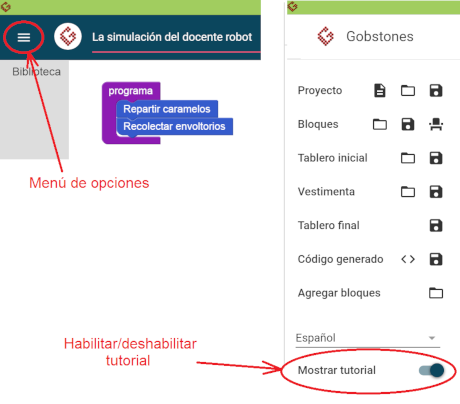 La simulación del docente robot
Biblioteca
programa
Repartir caramelos
Recolectar envoltorios
Menú de opciones
Gobstones
Proyecto
Bloques
Tablero inicial
Vestimenta
Tablero final
Código generado
Agregar bloques
Español
Mostrar tutorial
Habilitar/deshabilitar
tutorial